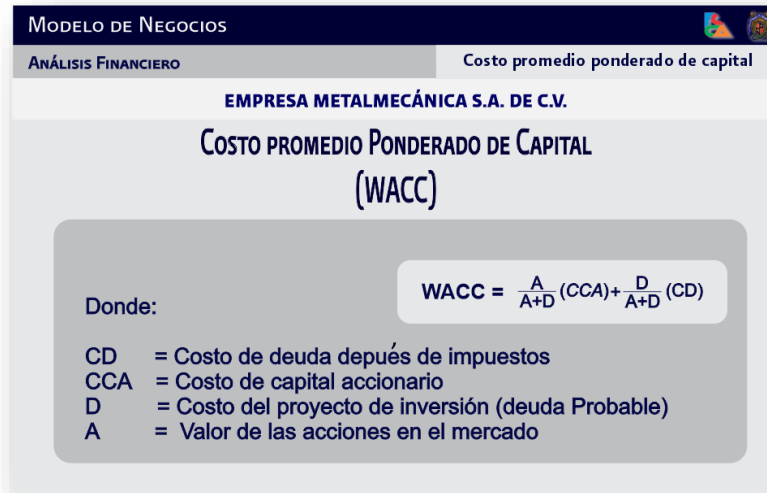 Modelo de Negocios
Análisis Financiero
Costo promedio ponderado de capital
EMPRESA METALMECÁNICA S.A. DE C.V.
Costo promedio Ponderado de Capital
(WACC)
WACC = A/A+D (CCA)+ D/A+D (CD)
Donde:
CD = Costo de deuda depués de impuestos
CCA = Costo de capital accionario
D = Costo del proyecto de inversión (deuda Probable)
A = Valor de las acciones en el mercado